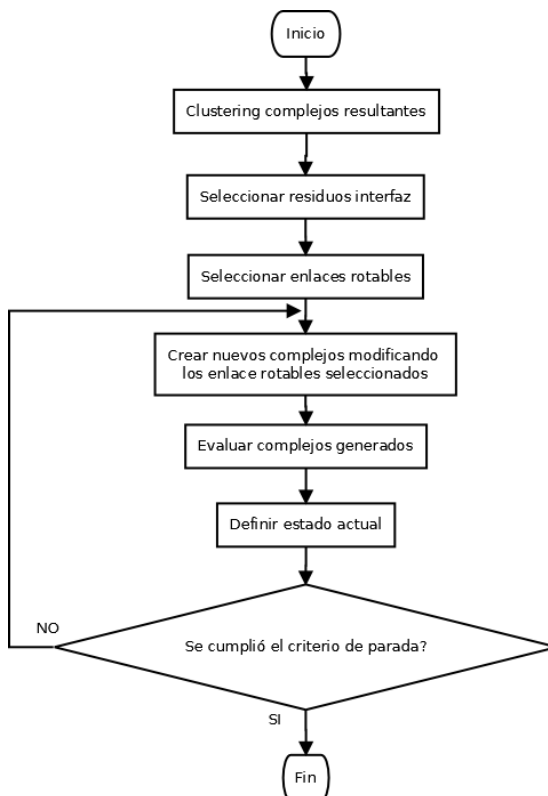 Inicio
Clustering complejos resultantes
Seleccionar residuos interfaz
Seleccionar enlaces rotables
Crear nuevos complejos modificando
los enlace rotables seleccionados
Evaluar complejos generados
Definir estado actual
NO
Se cumplió el criterio de parada?
SI
Fin